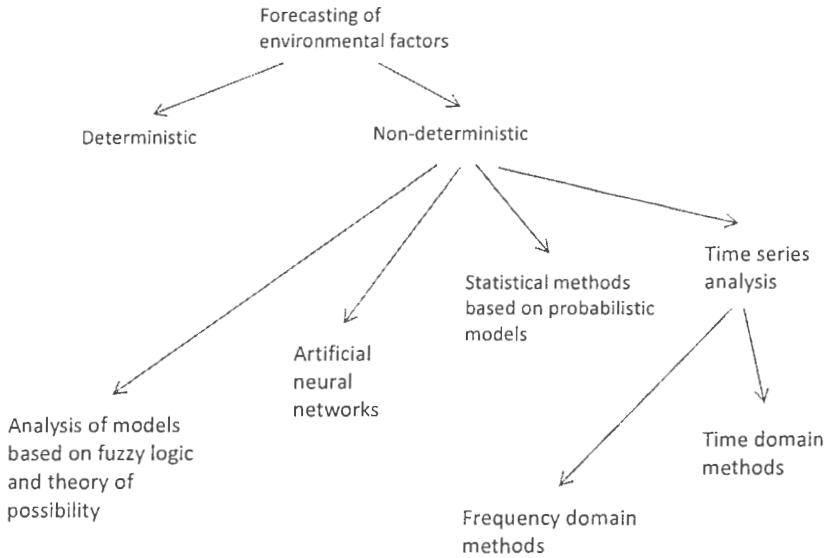 Forecasting of
environmental factors
Deterministic
Non-deterministic
Time series
analysis
Statistical methods
based on probabilistic
models
Artificial
neural
networks
Analysis of models
based on fuzzy logic
and theory of
possibility
Time domain
methods
Frequency domain
methods